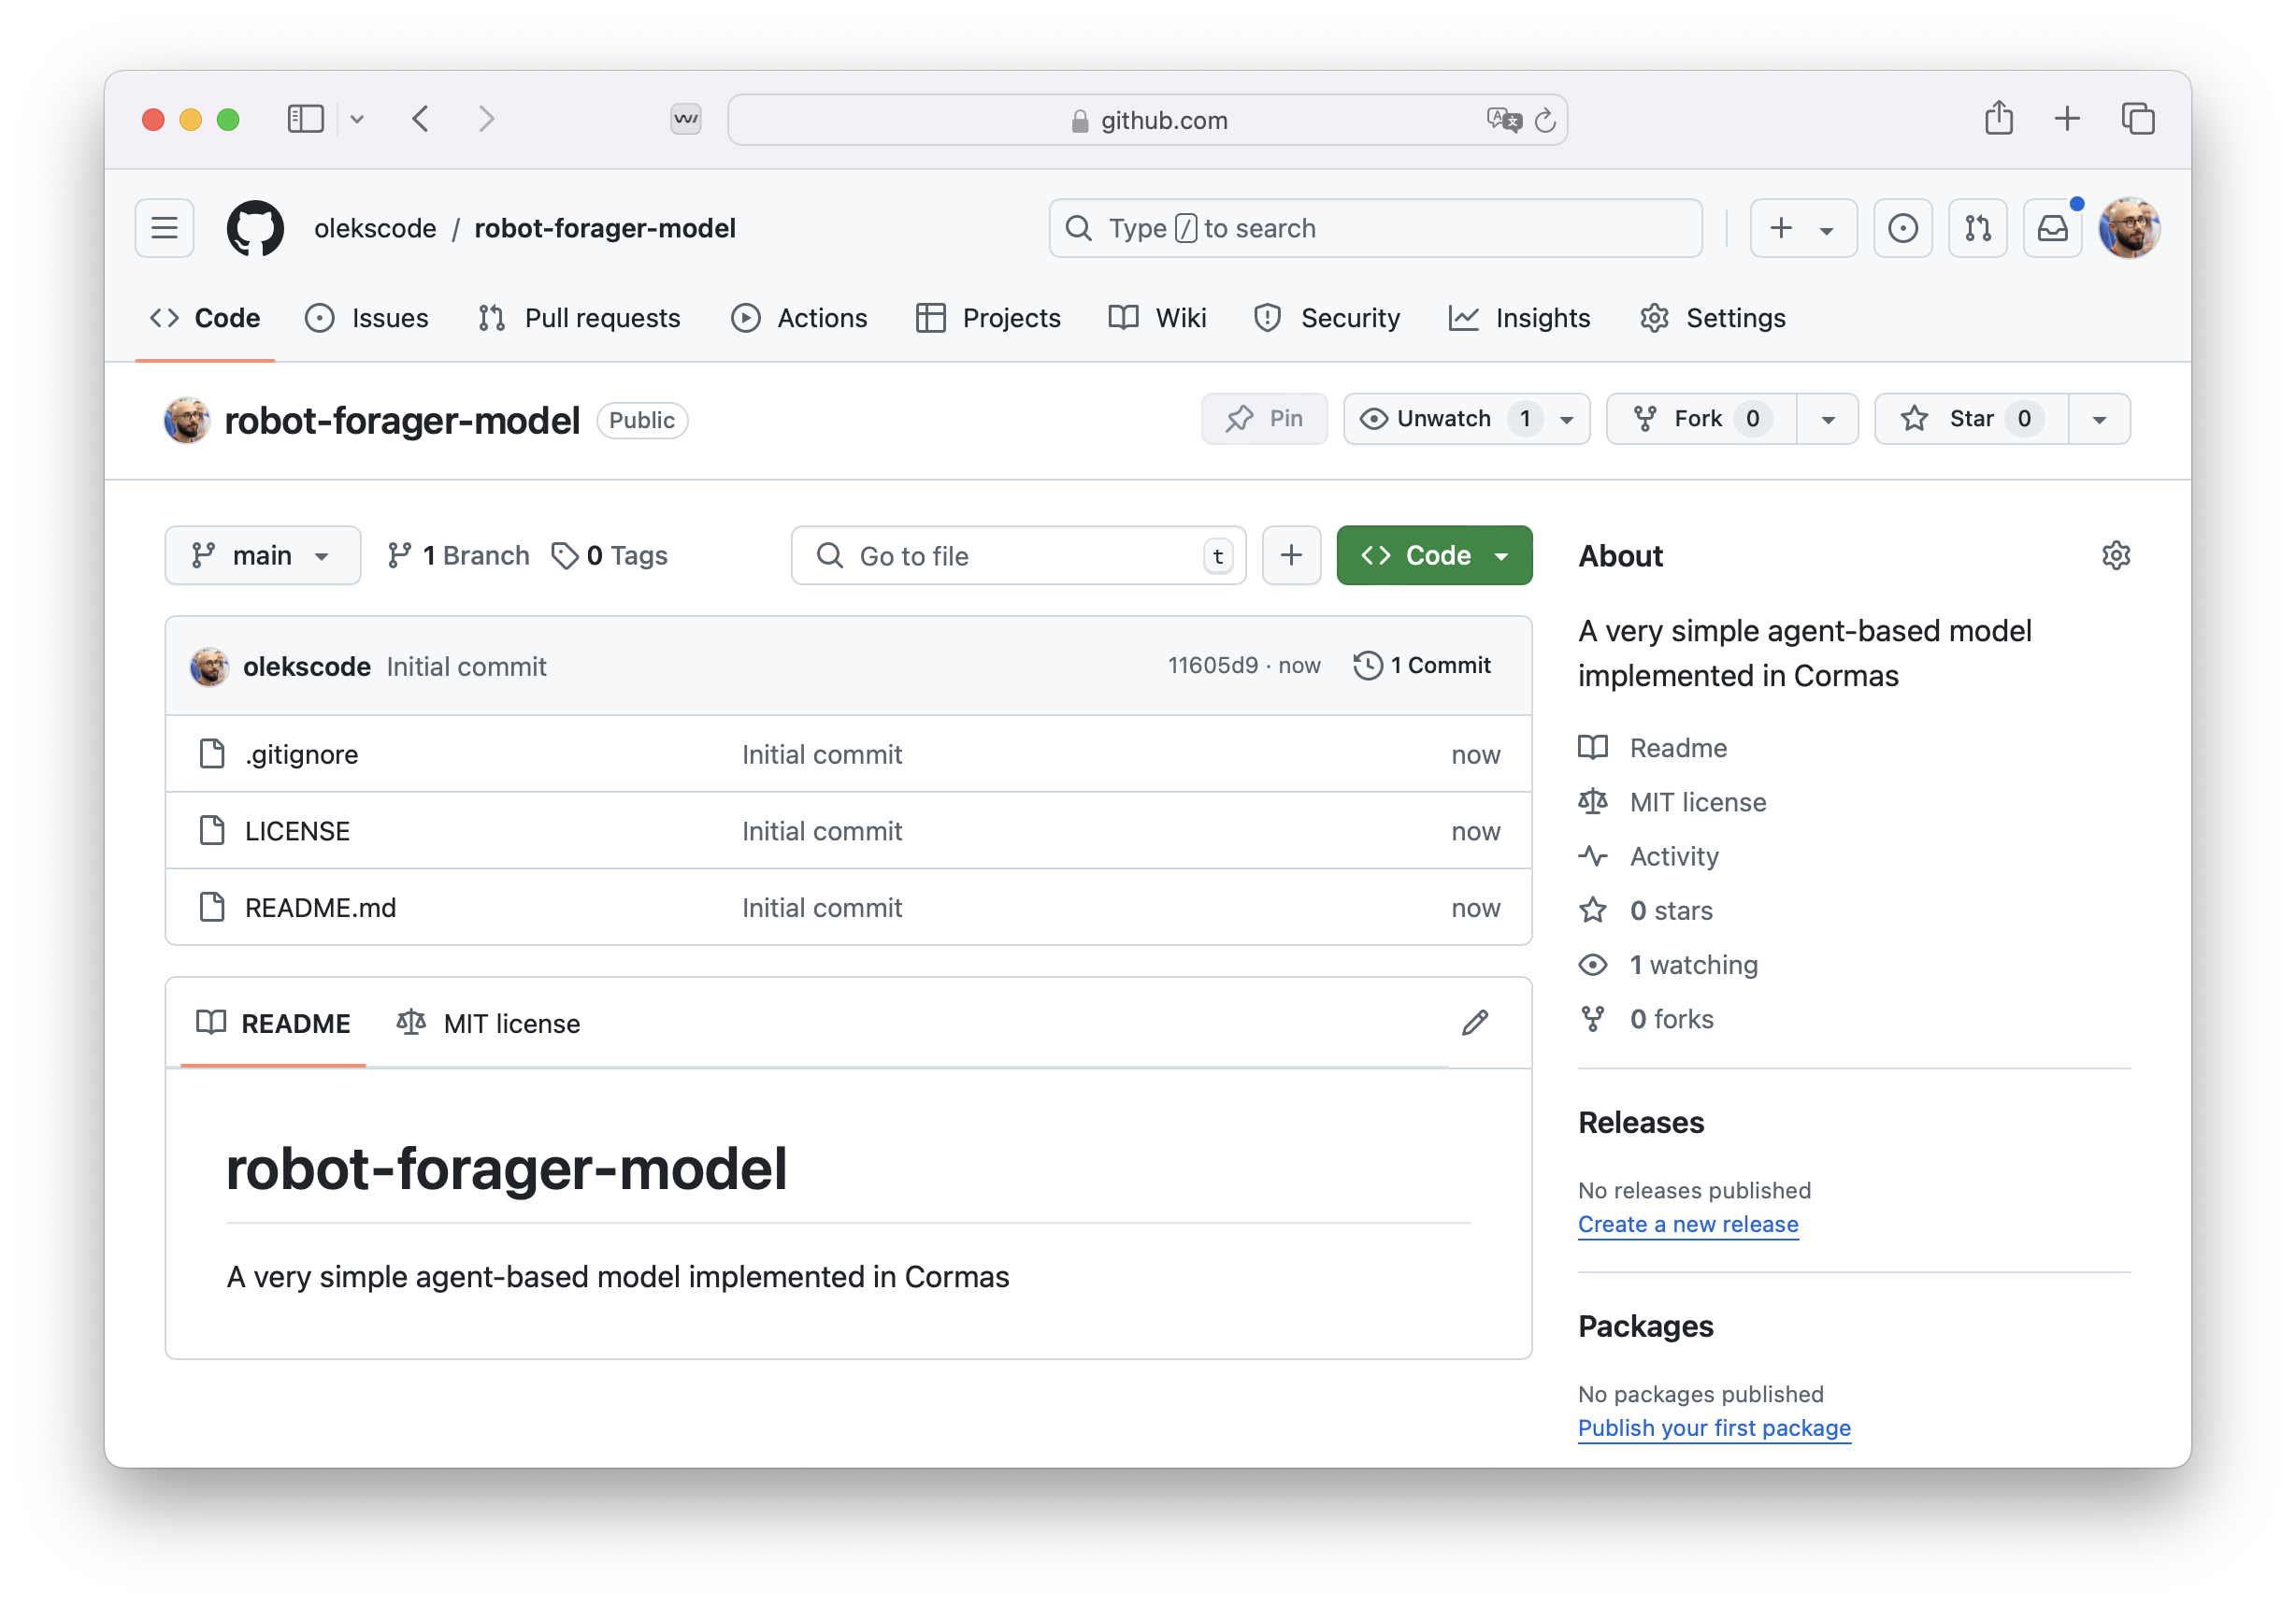 github.com
olekscode / robot-forager-model
Type / to search
Code Issues Pull requests Actions Projects Wiki Security Insights Settings
robot-forager-model Public
Pin Unwatch 1 Fork 0 Star 0
main 1 Branch 0 Tags Go to file t Code
olekscode Initial commit 11605d9 · now 1 Commit
.gitignore Initial commit now
LICENSE Initial commit now
README.md Initial commit now
README MIT license
robot-forager-model
A very simple agent-based model implemented in Cormas
About
A very simple agent-based model
implemented in Cormas
Readme
MIT license
Activity
0 stars
1 watching
0 forks
Releases
No releases published
Create a new release
Packages
No packages published
Publish your first package